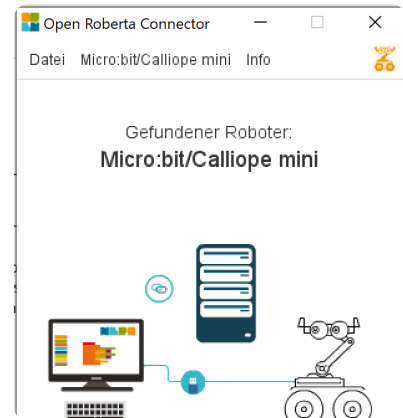 Open Roberta Connector
Datei Micro:bit/Calliope mini Info
Gefundener Roboter:
Micro:bit/Calliope mini